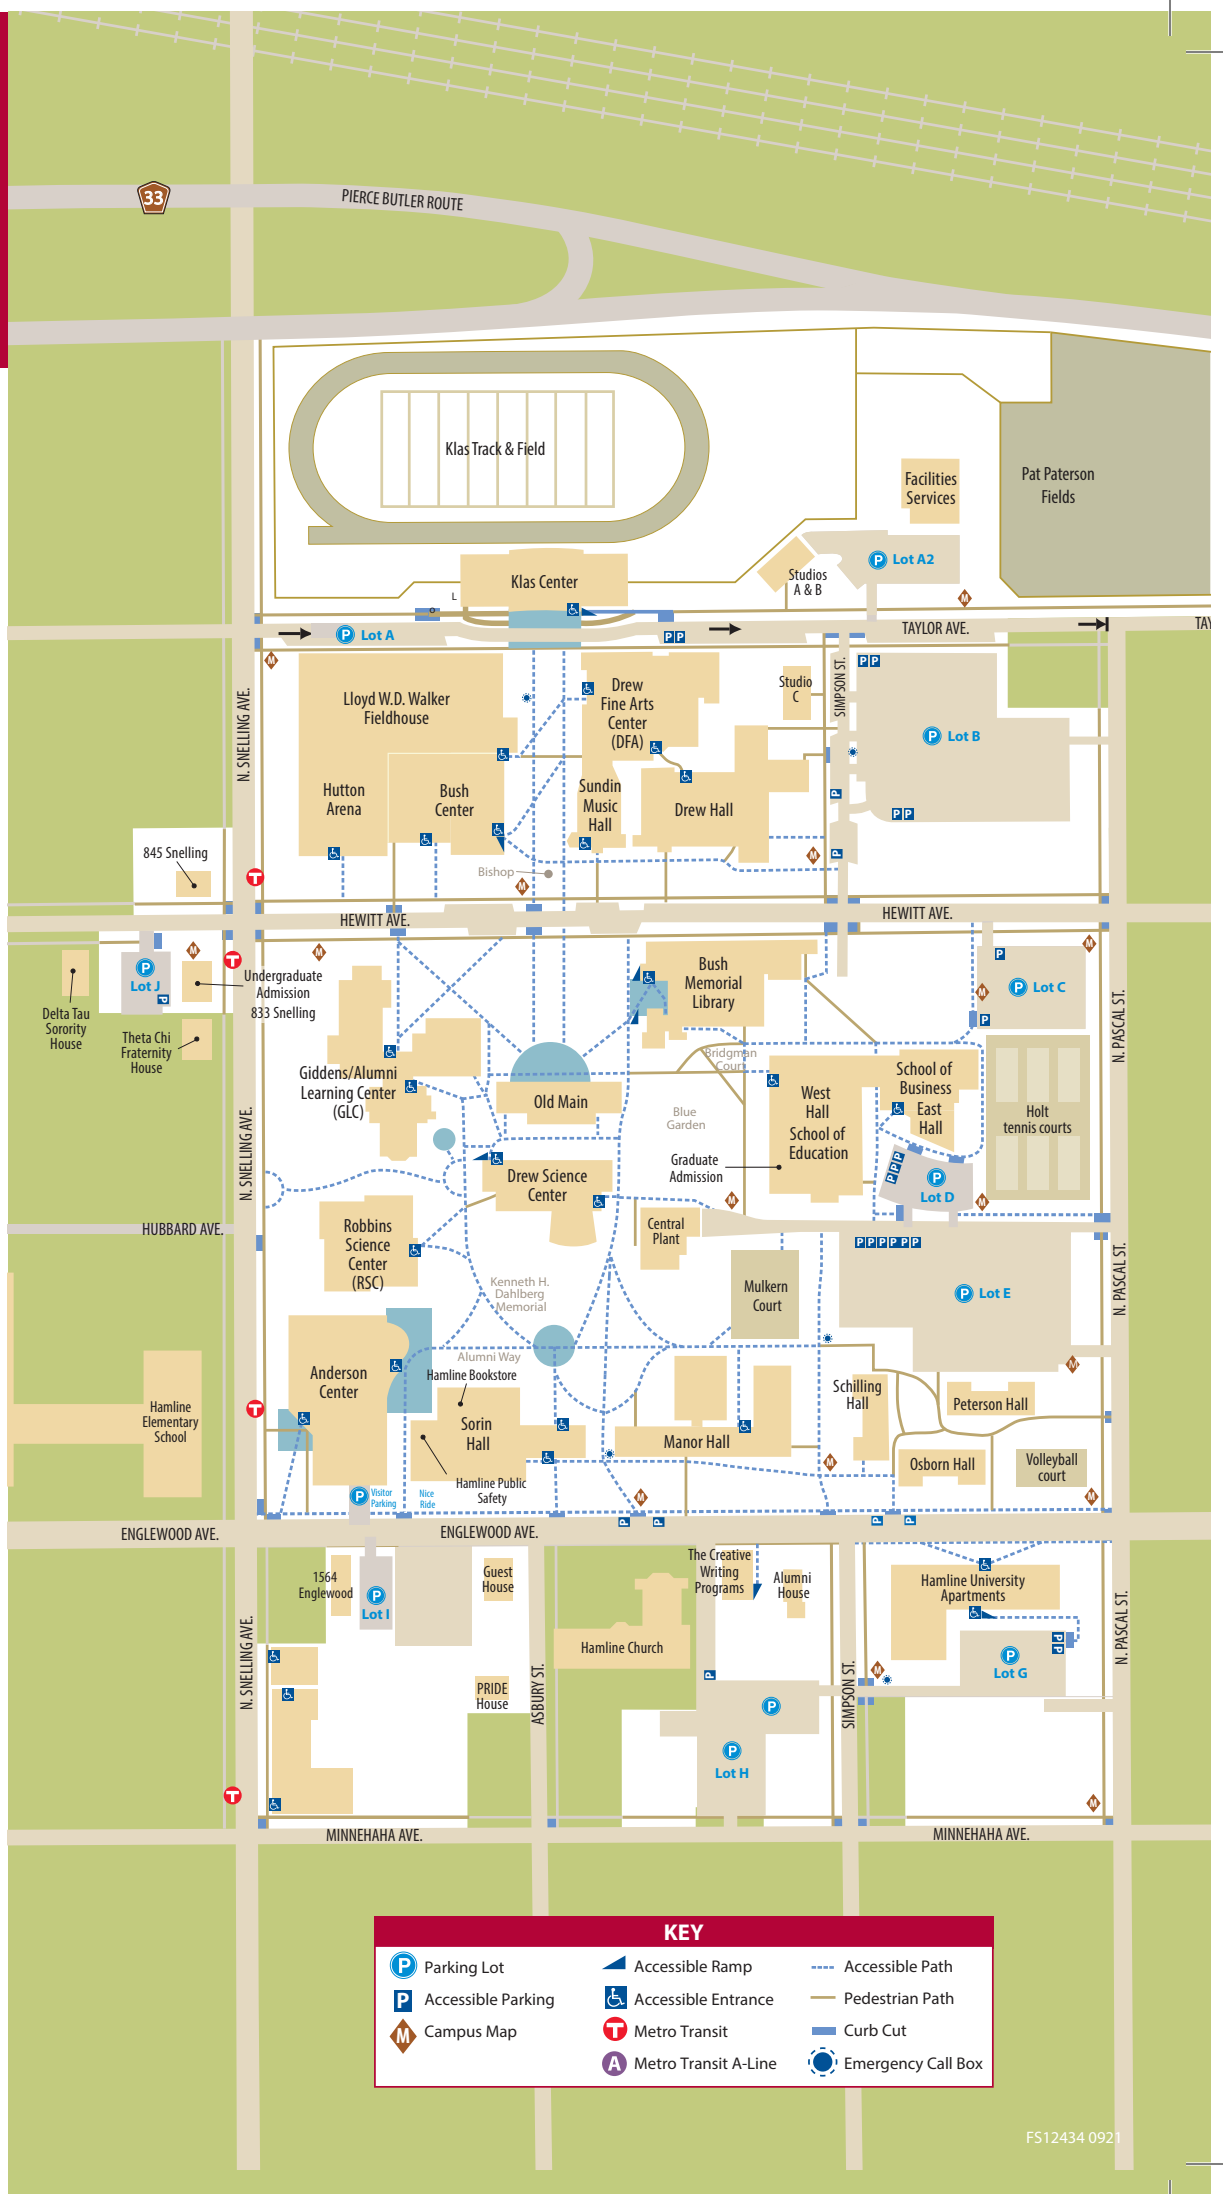 33
PIERCE BUTLER ROUTE
Klas Track & Field
Facilities
Services
Pat Paterson
Fields
P Lot A2
Klas Center
Studios
A & B
L
O
M
P Lot A
P P
TAYLOR AVE.
TAY
M
Lloyd W.D. Walker
Fieldhouse
Drew
Fine Arts
Center
(DFA)
Studio
C
SIMPSON ST.
P P
P Lot B
N. SNELLING AVE.
Hutton
Arena
Bush
Center
Sundin
Music
Hall
Drew Hall
P
P P
845 Snelling
M
P
T
Bishop
M
HEWITT AVE.
HEWITT AVE.
M
M
T
M
P
Lot J
P
Undergraduate
Admission
833 Snelling
Delta Tau
Sorority
House
Theta Chi
Fraternity
House
Bush
Memorial
Library
P
M
P Lot C
P
N. PASCAL ST.
Bridgman
Court
Giddens/Alumni
Learning Center
(GLC)
Old Main
Blue
Garden
West
Hall
School of
Education
School of
Business
East
Hall
Holt
tennis courts
Graduate
Admission
N. SNELLING AVE.
Drew Science
Center
P P P
P
Lot D
M
M
HUBBARD AVE.
Robbins
Science
Center
(RSC)
Central
Plant
P P P P P P
N. PASCAL ST.
Kenneth H.
Dahlberg
Memorial
Mulkern
Court
P Lot E
Alumni Way
Hamline Bookstore
Anderson
Center
M
Schilling
Hall
Peterson Hall
T
Hamline
Elementary
School
Sorin
Hall
Manor Hall
Osborn Hall
Volleyball
court
M
Hamline Public
Safety
P Visitor
Parking
Nice
Ride
M
M
ENGLEWOOD AVE.
ENGLEWOOD AVE.
P P
P P
1564
Englewood
P
Lot I
Guest
House
The Creative
Writing
Programs
Alumni
House
Hamline University
Apartments
Hamline Church
P P
P
Lot G
N. SNELLING AVE.
PRIDE
House
ASBURY ST.
P
M
SIMPSON ST.
N. PASCAL ST.
P
P
Lot H
T
M
MINNEHAHA AVE.
MINNEHAHA AVE.
KEY
P Parking Lot
P Accessible Parking
M Campus Map
Accessible Ramp
Accessible Entrance
T Metro Transit
A Metro Transit A-Line
Accessible Path
Pedestrian Path
Curb Cut
Emergency Call Box
FS12434 0921